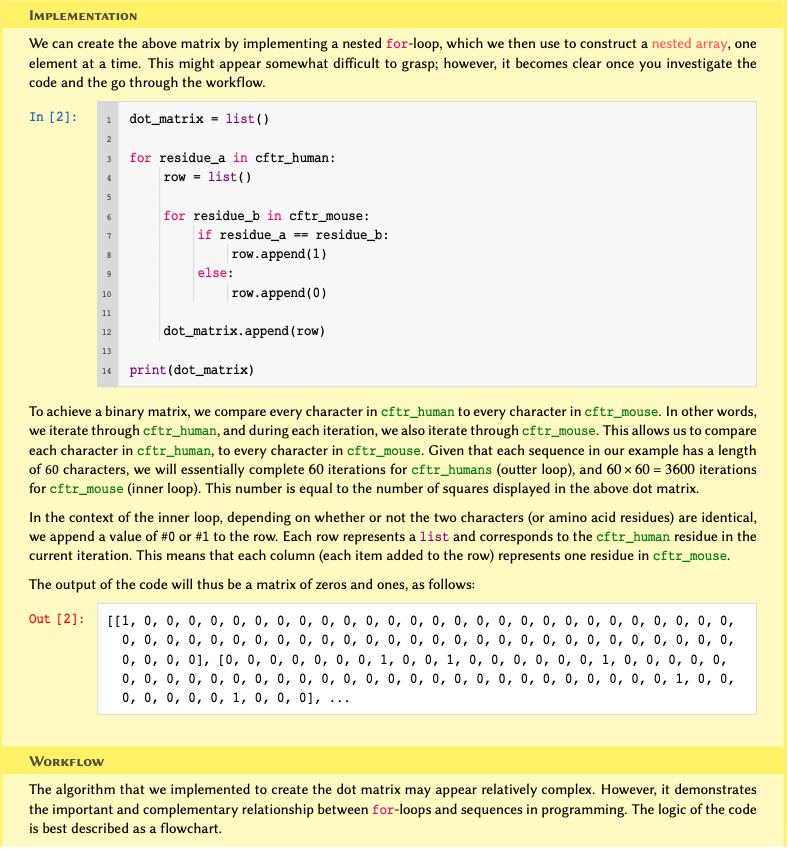 Implementation
We can create the above matrix by implementing a nested for-loop, which we then use to construct a nested array, one
element at a time. This might appear somewhat difficult to grasp; however, it becomes clear once you investigate the
code and the go through the workflow.
In [2]:
1 dot_matrix = list()
2
3 for residue_a in cftr_human:
4 row = list()
5
6 for residue_b in cftr_mouse:
7 if residue_a == residue_b:
8 row.append(1)
9 else:
10 row.append(0)
11
12 dot_matrix.append(row)
13
14 print(dot_matrix)
To achieve a binary matrix, we compare every character in cftr_human to every character in cftr_mouse. In other words,
we iterate through cftr_human, and during each iteration, we also iterate through cftr_mouse. This allows us to compare
each character in cftr_human, to every character in cftr_mouse. Given that each sequence in our example has a length
of 60 characters, we will essentially complete 60 iterations for cftr_humans (outter loop), and 60 × 60 = 3600 iterations
for cftr_mouse (inner loop). This number is equal to the number of squares displayed in the above dot matrix.
In the context of the inner loop, depending on whether or not the two characters (or amino acid residues) are identical,
we append a value of #0 or #1 to the row. Each row represents a list and corresponds to the cftr_human residue in the
current iteration. This means that each column (each item added to the row) represents one residue in cftr_mouse.
The output of the code will thus be a matrix of zeros and ones, as follows:
Out [2]:
[[1, 0, 0, 0, 0, 0, 0, 0, 0, 0, 0, 0, 0, 0, 0, 0, 0, 0, 0, 0, 0, 0, 0, 0, 0, 0, 0, 0,
0, 0, 0, 0, 0, 0, 0, 0, 0, 0, 0, 0, 0, 0, 0, 0, 0, 0, 0, 0, 0, 0, 0, 0, 0, 0, 0, 0,
0, 0, 0, 0], [0, 0, 0, 0, 0, 0, 0, 1, 0, 0, 1, 0, 0, 0, 0, 0, 0, 1, 0, 0, 0, 0, 0,
0, 0, 0, 0, 0, 0, 0, 0, 0, 0, 0, 0, 0, 0, 0, 0, 0, 0, 0, 0, 0, 0, 0, 0, 0, 1, 0, 0,
0, 0, 0, 0, 0, 1, 0, 0, 0], ...
Workflow
The algorithm that we implemented to create the dot matrix may appear relatively complex. However, it demonstrates
the important and complementary relationship between for-loops and sequences in programming. The logic of the code
is best described as a flowchart.